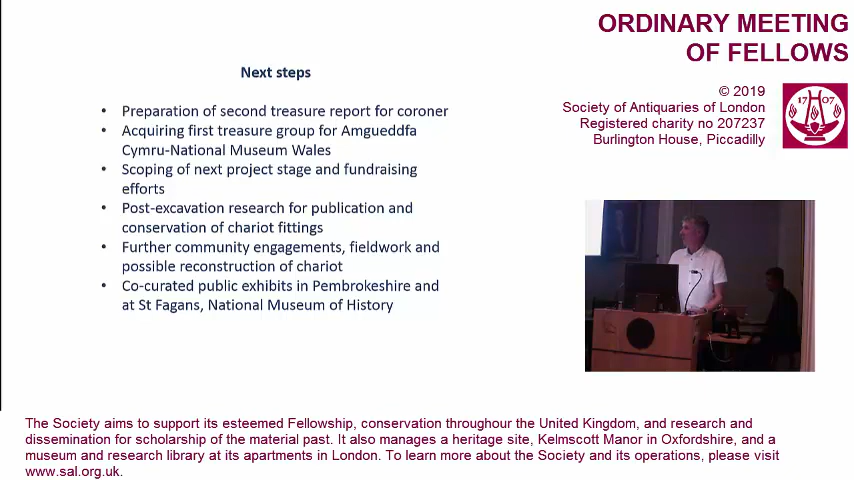 ORDINARY MEETING
OF FELLOWS
© 2019
Society of Antiquaries of London
Registered charity no 207237
Burlington House, Piccadilly
17 07
Next steps
• Preparation of second treasure report for coroner
• Acquiring first treasure group for Amgueddfa
Cymru-National Museum Wales
• Scoping of next project stage and fundraising
efforts
• Post-excavation research for publication and
conservation of chariot fittings
• Further community engagements, fieldwork and
possible reconstruction of chariot
• Co-curated public exhibits in Pembrokeshire and
at St Fagans, National Museum of History
The Society aims to support its esteemed Fellowship, conservation throughour the United Kingdom, and research and
dissemination for scholarship of the material past. It also manages a heritage site, Kelmscott Manor in Oxfordshire, and a
museum and research library at its apartments in London. To learn more about the Society and its operations, please visit
www.sal.org.uk.